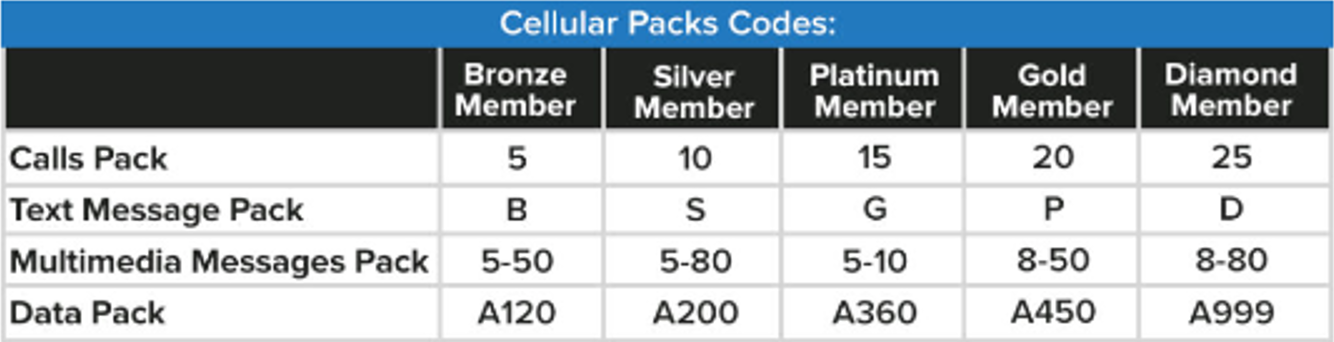 Cellular Packs Codes:
Bronze Member Silver Member Platinum Member Gold Member Diamond Member
Calls Pack 5 10 15 20 25
Text Message Pack B S G P D
Multimedia Messages Pack 5-50 5-80 5-10 8-50 8-80
Data Pack A120 A200 A360 A450 A999